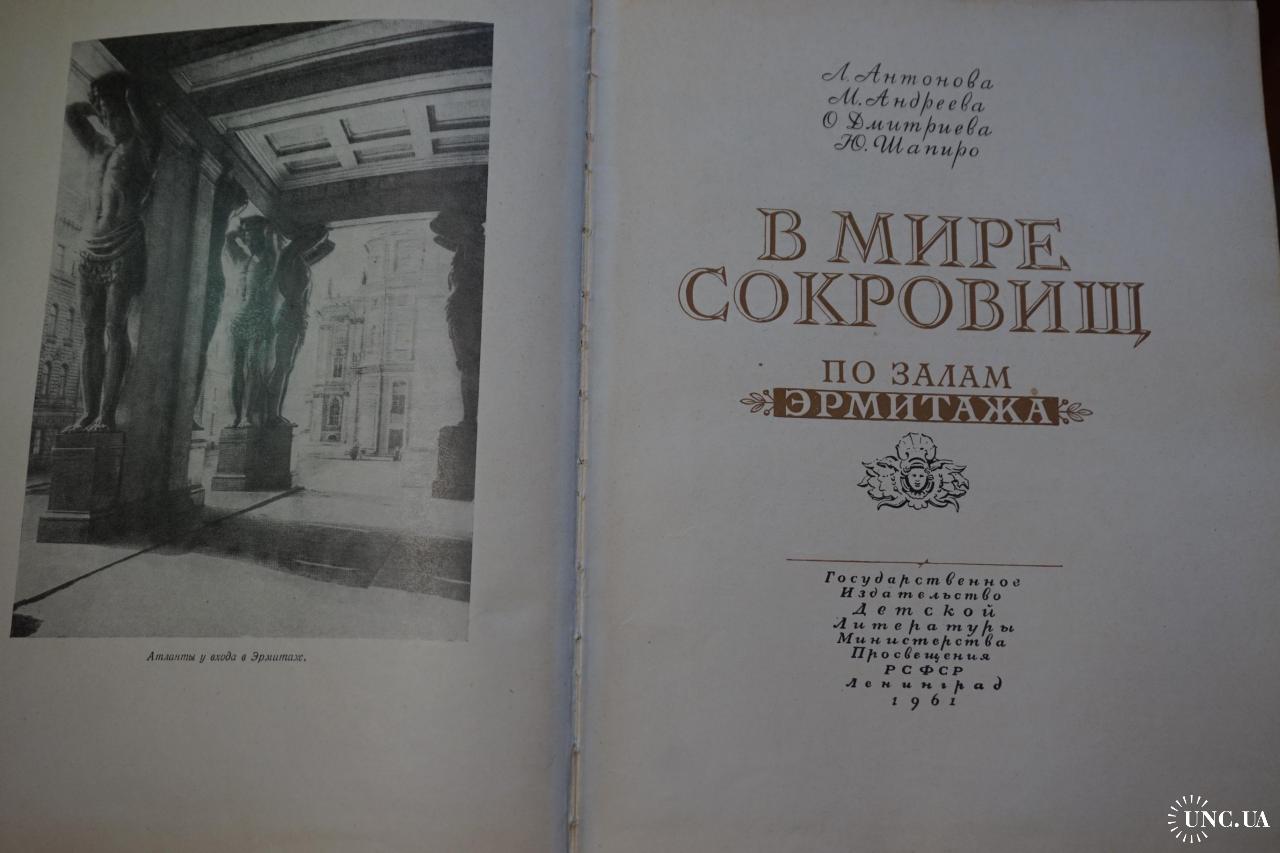 Атланты у входа в Эрмитаж.
Л. Антонова
М. Андреева
О Дмитриева
Ю. Шапиро
В МИРЕ
СОКРОВИЩ
ПО ЗАЛАМ
ЭРМИТАЖА
Государственное
Издательство
Детской
Литературы
Министерства
Просвещения
РСФСР
Ленинград
1961
UNC.UA